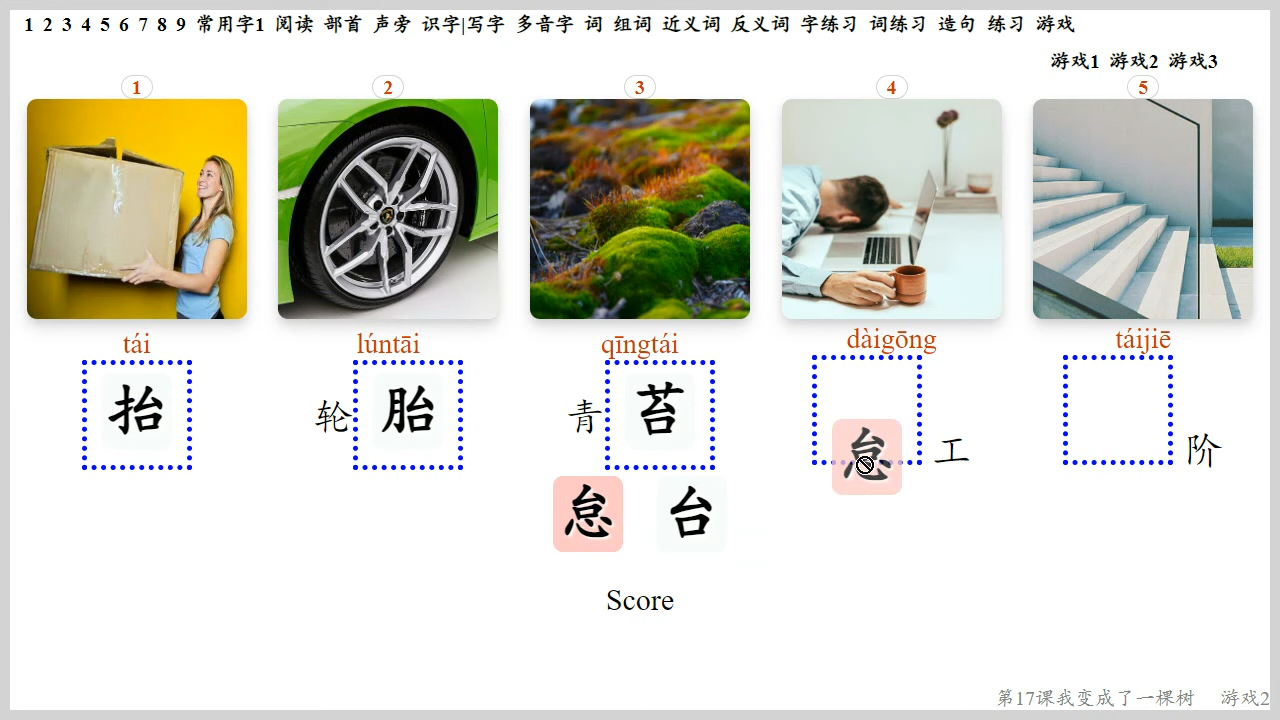 1 2 3 4 5 6 7 8 9 常用字1 阅读 部首 声旁 识字|写字 多音字 词 组词 近义词 反义词 字练习 词练习 造句 练习 游戏
游戏1 游戏2 游戏3
1 2 3 4 5
tái lúntāi qīngtái dàigōng táijiē
抬 轮胎 青苔 怠工 阶
怠 台
Score
第17课我变成了一棵树 游戏2